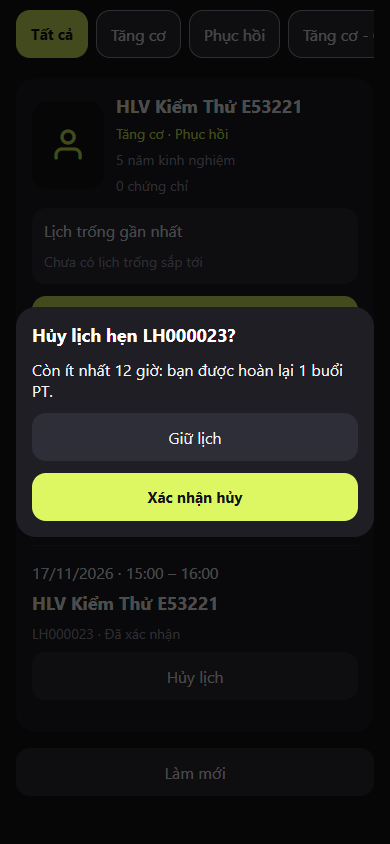 Tất cả
Tăng cơ
Phục hồi
Tăng cơ -
HLV Kiểm Thử E53221
Tăng cơ · Phục hồi
5 năm kinh nghiệm
0 chứng chỉ
Lịch trống gần nhất
Chưa có lịch trống sắp tới
Hủy lịch hẹn LH000023?
Còn ít nhất 12 giờ: bạn được hoàn lại 1 buổi
PT.
Giữ lịch
Xác nhận hủy
17/11/2026 · 15:00 – 16:00
HLV Kiểm Thử E53221
LH000023 · Đã xác nhận
Hủy lịch
Làm mới